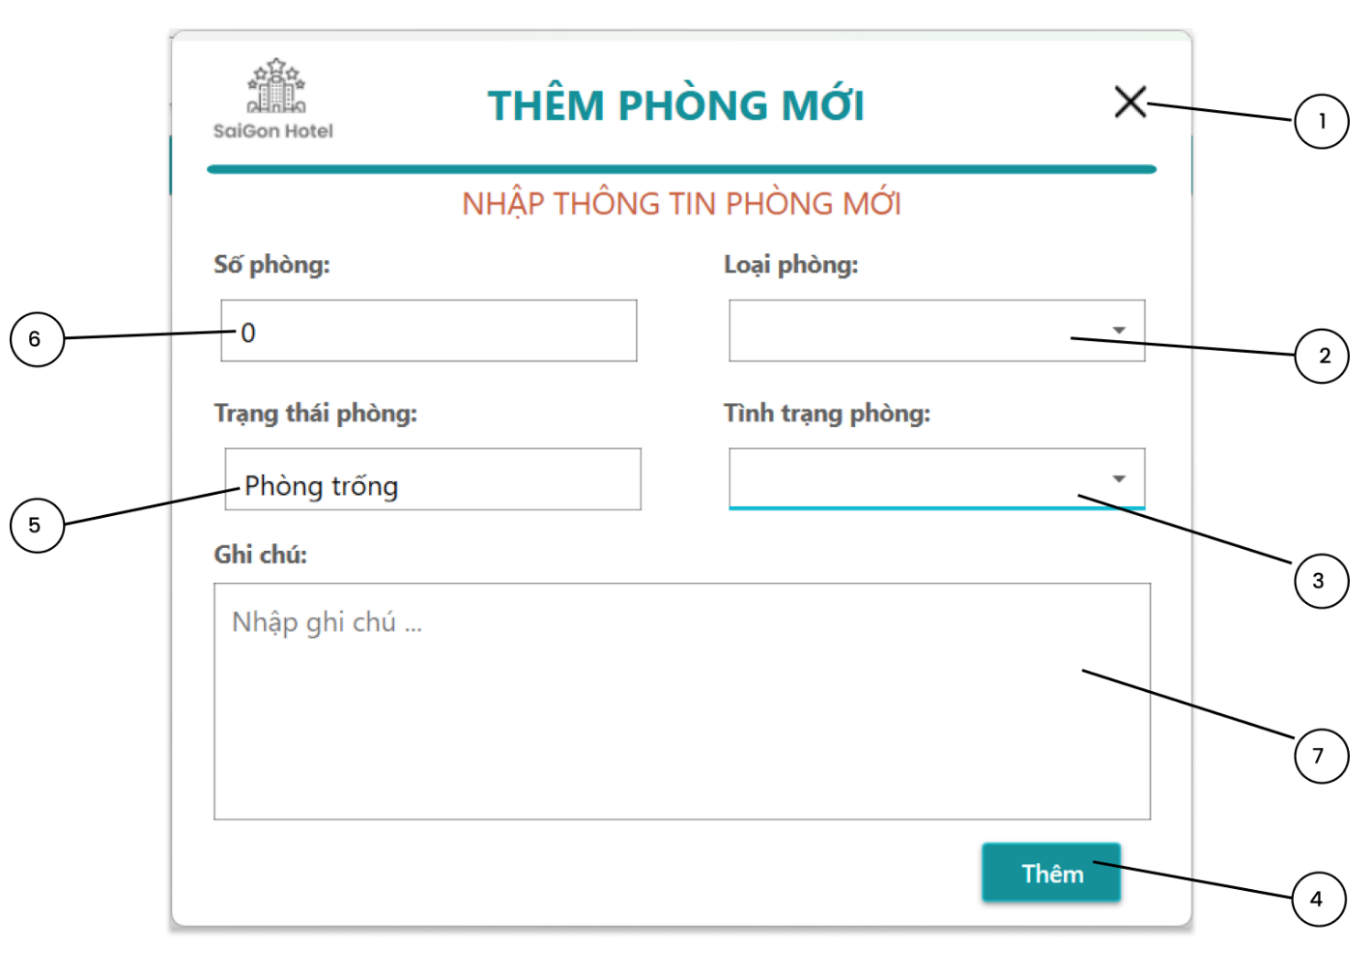 SaiGon Hotel
THÊM PHÒNG MỚI
1
NHẬP THÔNG TIN PHÒNG MỚI
Số phòng:
Loại phòng:
6
0
2
Trạng thái phòng:
Tình trạng phòng:
5
Phòng trống
3
Ghi chú:
Nhập ghi chú ...
7
Thêm
4